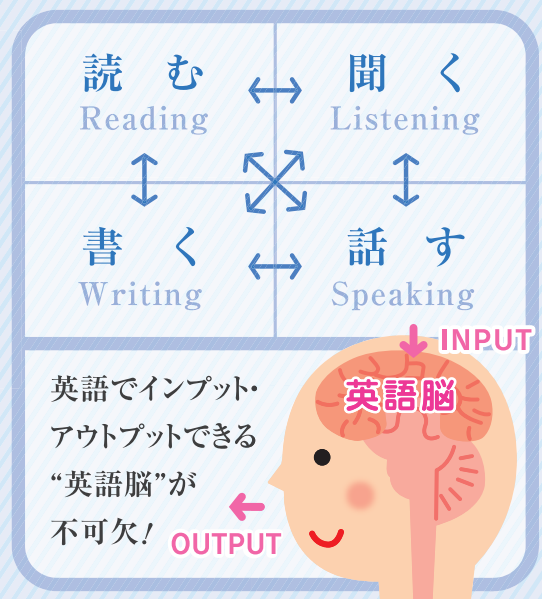 読む
Reading
聞く
Listening
書く
Writing
話す
Speaking
INPUT
英語脳
英語でインプット・
アウトプットできる
“英語脳”が
不可欠！
OUTPUT